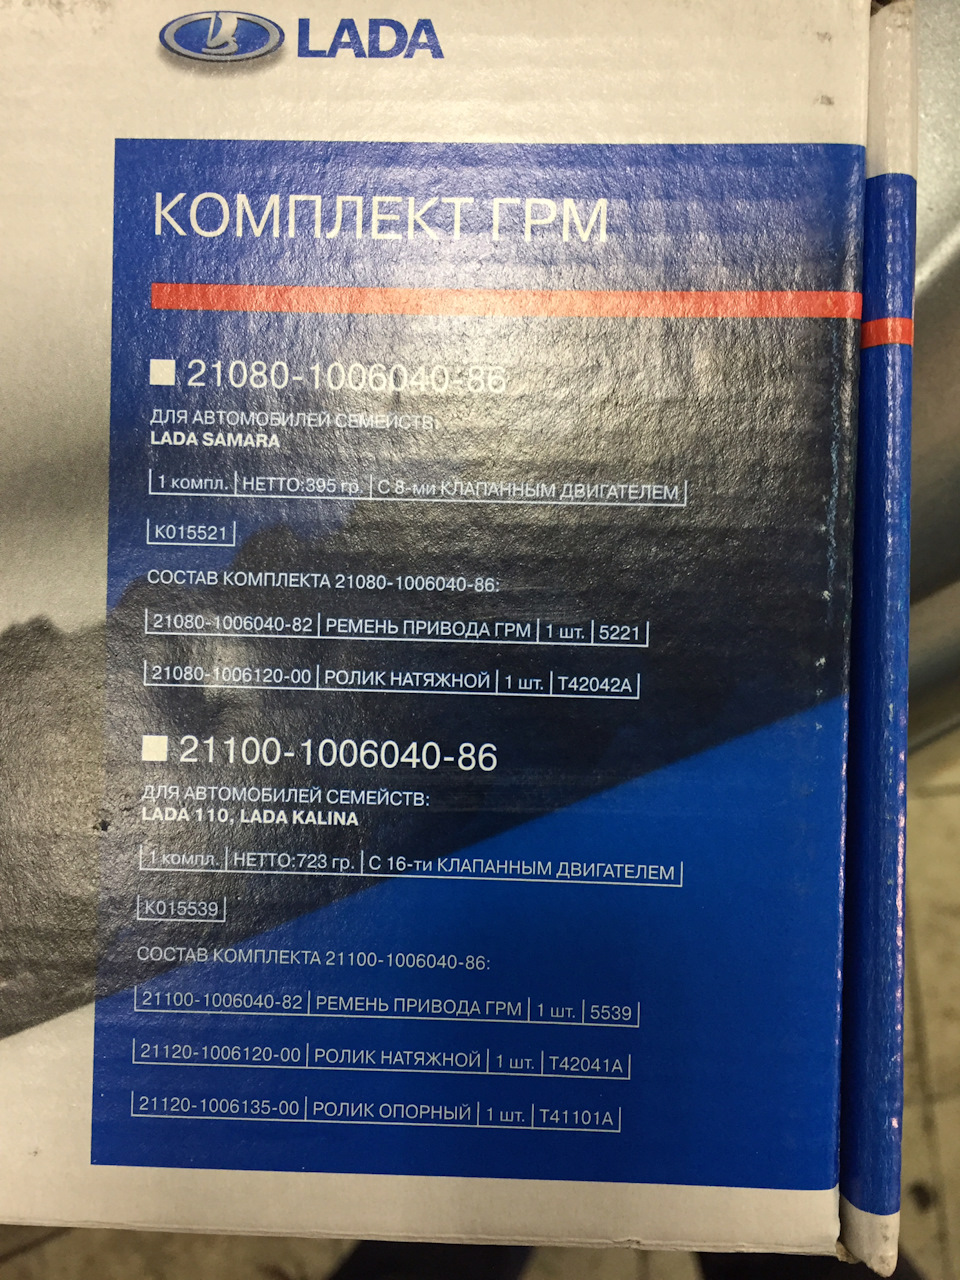 LADA
КОМПЛЕКТ ГРМ
21080-1006040-86
ДЛЯ АВТОМОБИЛЕЙ СЕМЕЙСТВ:
LADA SAMARA
1 компл. НЕТТО:395 гр. С 8-ми КЛАПАННЫМ ДВИГАТЕЛЕМ
K015521
СОСТАВ КОМПЛЕКТА 21080-1006040-86:
21080-1006040-82 РЕМЕНЬ ПРИВОДА ГРМ 1 шт. 5221
21080-1006120-00 РОЛИК НАТЯЖНОЙ 1 шт. T42042A
21100-1006040-86
ДЛЯ АВТОМОБИЛЕЙ СЕМЕЙСТВ:
LADA 110, LADA KALINA
1 компл. НЕТТО:723 гр. С 16-ти КЛАПАННЫМ ДВИГАТЕЛЕМ
K015539
СОСТАВ КОМПЛЕКТА 21100-1006040-86:
21100-1006040-82 РЕМЕНЬ ПРИВОДА ГРМ 1 шт. 5539
21120-1006120-00 РОЛИК НАТЯЖНОЙ 1 шт. T42041A
21120-1006135-00 РОЛИК ОПОРНЫЙ 1 шт. T41101A